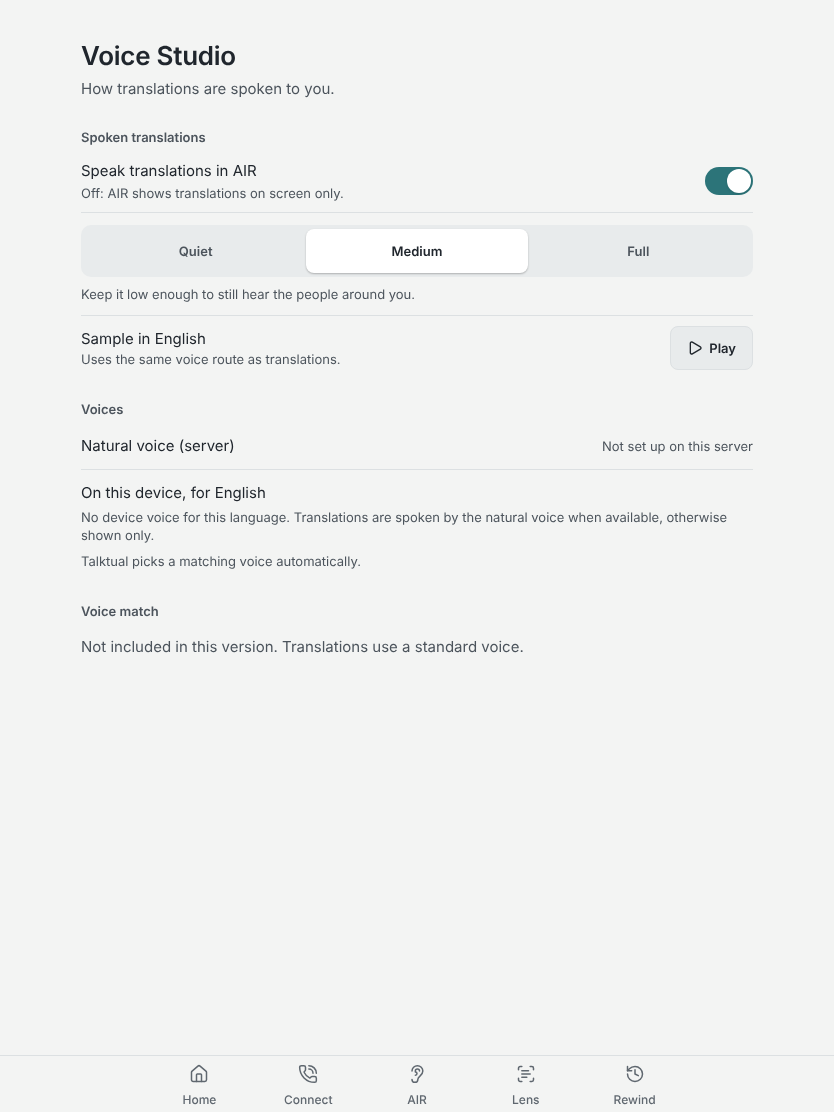 Voice Studio
How translations are spoken to you.
Spoken translations
Speak translations in AIR
Off: AIR shows translations on screen only.
Quiet
Medium
Full
Keep it low enough to still hear the people around you.
Sample in English
Uses the same voice route as translations.
Play
Voices
Natural voice (server)
Not set up on this server
On this device, for English
No device voice for this language. Translations are spoken by the natural voice when available, otherwise
shown only.
Talktual picks a matching voice automatically.
Voice match
Not included in this version. Translations use a standard voice.
Home
Connect
AIR
Lens
Rewind